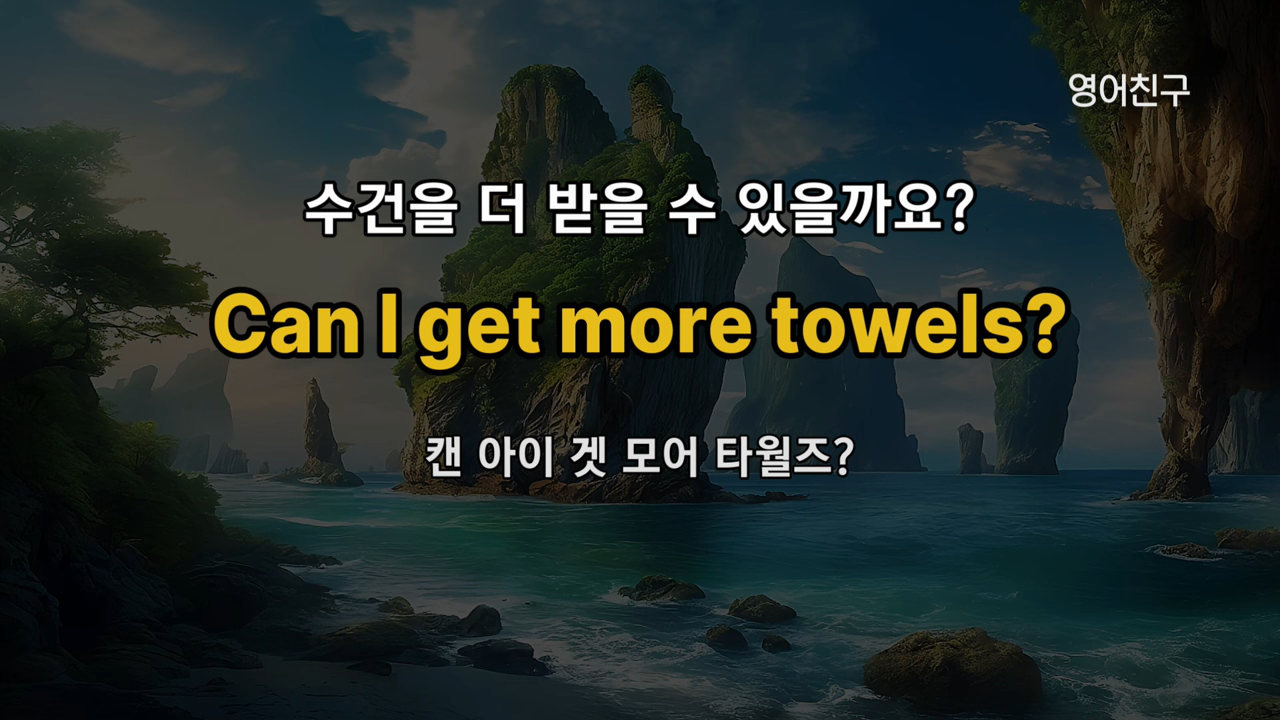 영어친구
수건을 더 받을 수 있을까요?
Can I get more towels?
캔 아이 겟 모어 타월즈?